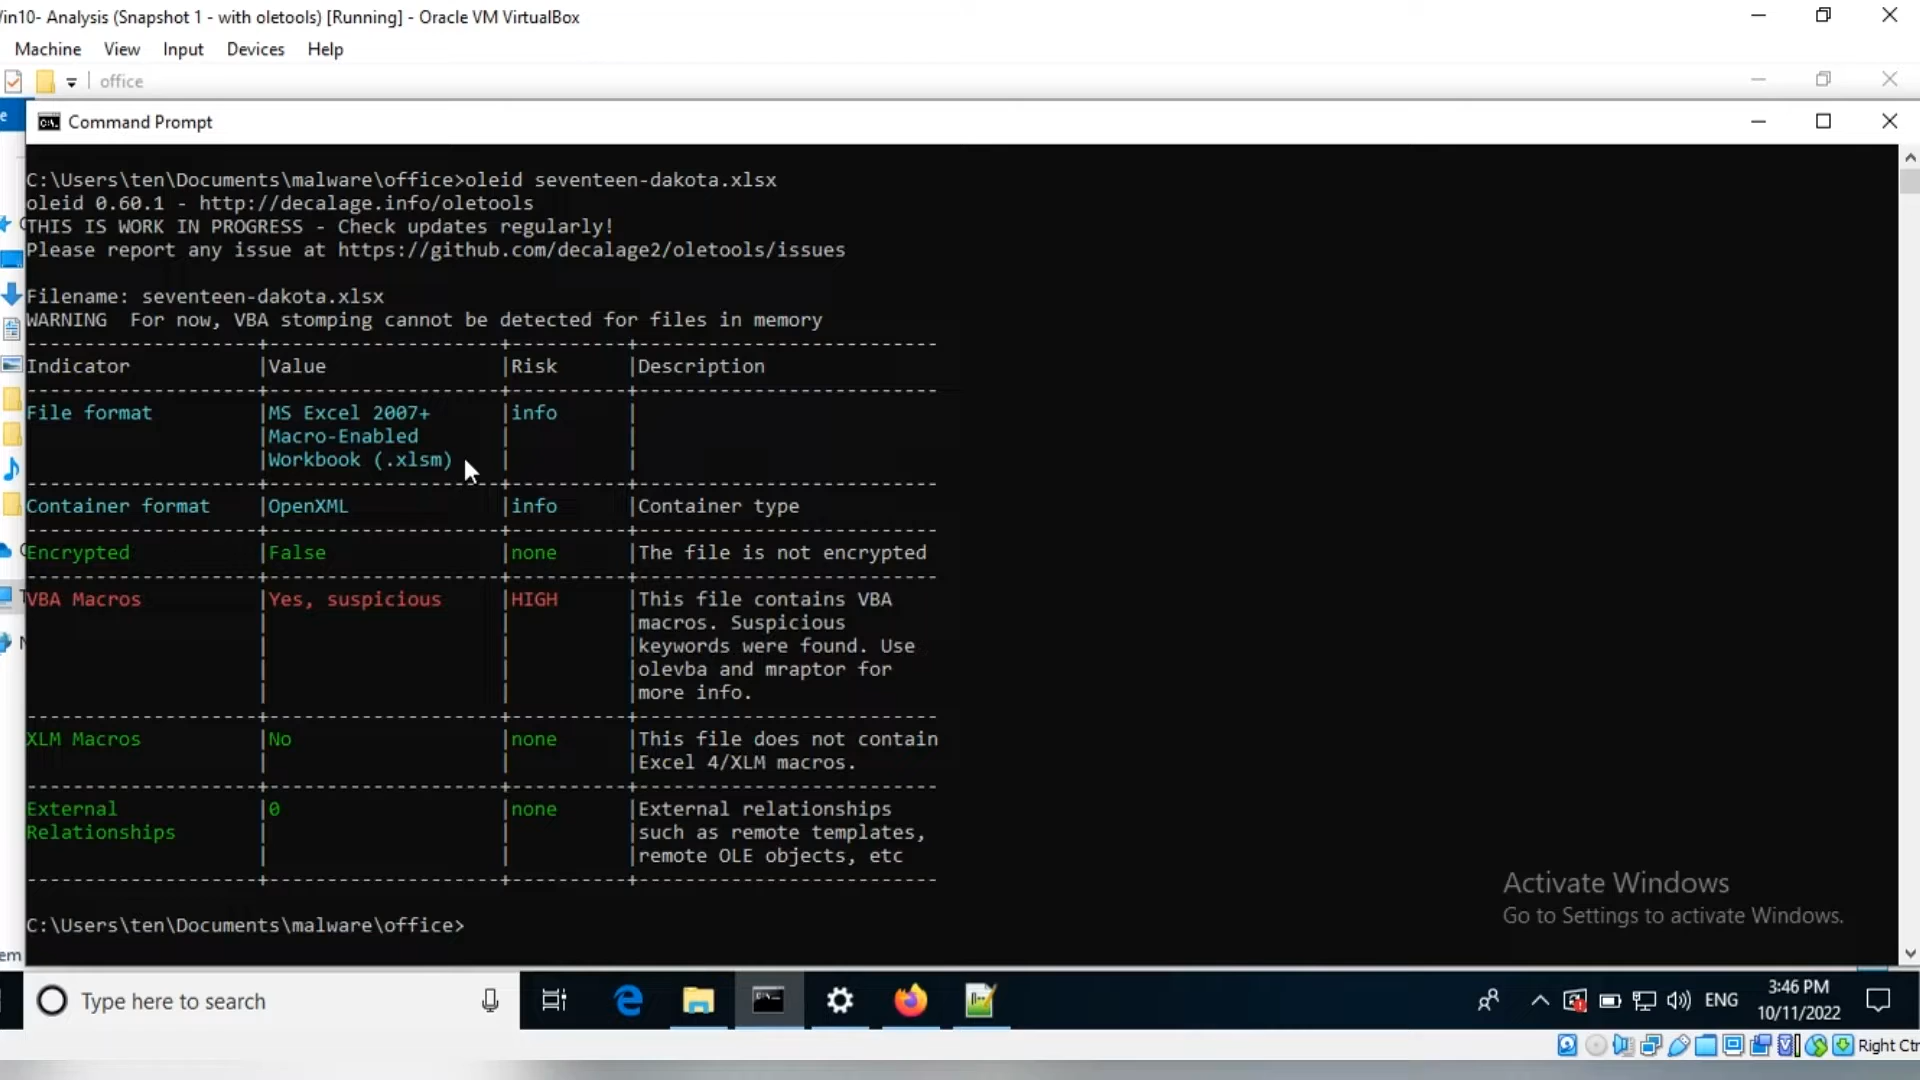 in10- Analysis (Snapshot 1 - with oletools) [Running] - Oracle VM VirtualBox
Machine View Input Devices Help
office
Command Prompt
C:\Users\ten\Documents\malware\office>oleid seventeen-dakota.xlsx
oleid 0.60.1 - http://decalage.info/oletools
THIS IS WORK IN PROGRESS - Check updates regularly!
Please report any issue at https://github.com/decalage2/oletools/issues
Filename: seventeen-dakota.xlsx
WARNING  For now, VBA stomping cannot be detected for files in memory
Indicator |Value |Risk |Description
File format |MS Excel 2007+ |info |
|Macro-Enabled | |
|Workbook (.xlsm) | |
Container format |OpenXML |info |Container type
Encrypted |False |none |The file is not encrypted
VBA Macros |Yes, suspicious |HIGH |This file contains VBA
| | |macros. Suspicious
| | |keywords were found. Use
| | |olevba and mraptor for
| | |more info.
XLM Macros |No |none |This file does not contain
| | |Excel 4/XLM macros.
External |0 |none |External relationships
Relationships | | |such as remote templates,
| | |remote OLE objects, etc
C:\Users\ten\Documents\malware\office>
Activate Windows
Go to Settings to activate Windows.
em
Type here to search
ENG
3:46 PM
10/11/2022
Right Ctr